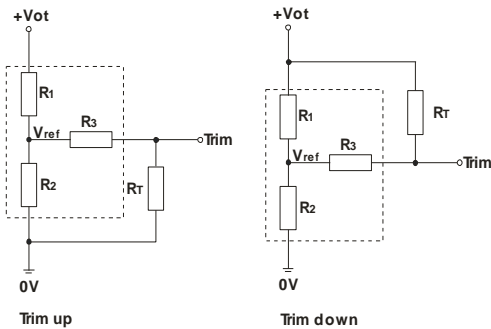 +Vot
R1
Vref
R3
Trim
R2
RT
0V
Trim up
+Vot
R1
RT
Vref
R3
Trim
R2
0V
Trim down